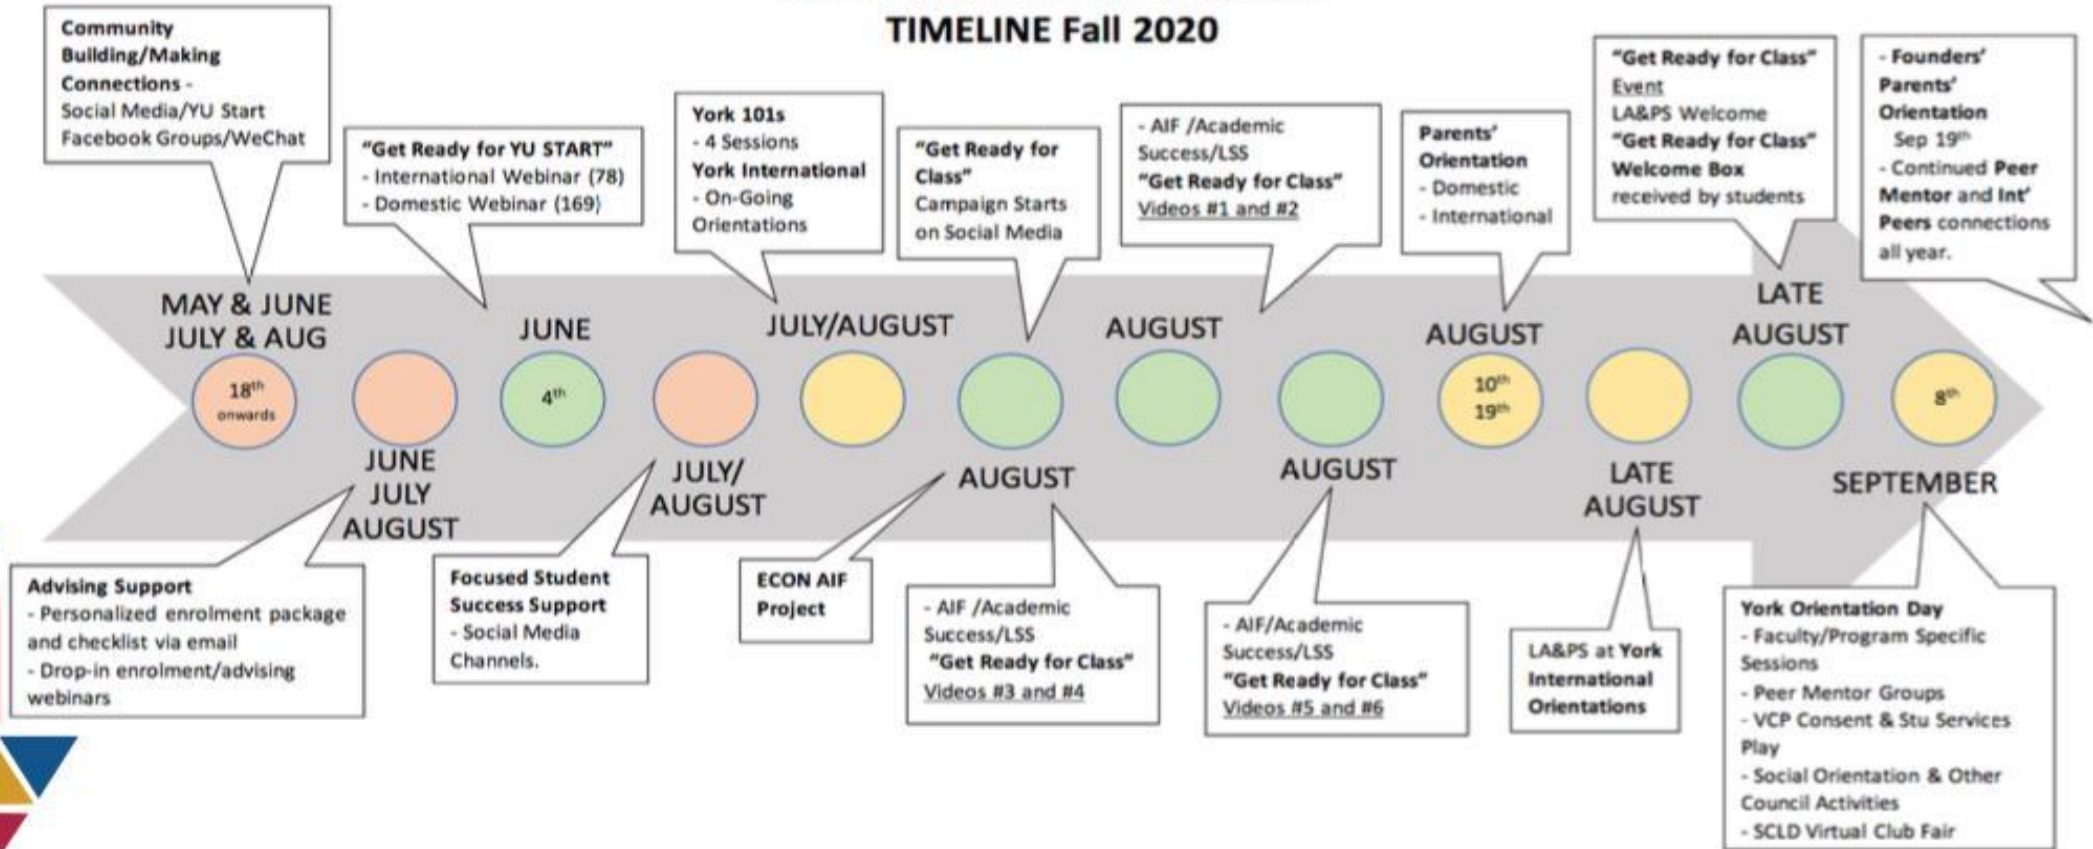 TIMELINE Fall 2020
Community
Building/Making
Connections -
Social Media/YU Start
Facebook Groups/WeChat
"Get Ready for YU START"
- International Webinar (78)
- Domestic Webinar (169)
York 101s
- 4 Sessions
York International
- On-Going
Orientations
"Get Ready for
Class"
Campaign Starts
on Social Media
- AIF /Academic
Success/LSS
"Get Ready for Class"
Videos #1 and #2
Parents'
Orientation
- Domestic
- International
"Get Ready for Class"
Event
LA&PS Welcome
"Get Ready for Class"
Welcome Box
received by students
- Founders'
Parents'
Orientation
Sep 19th
- Continued Peer
Mentor and Int'
Peers connections
all year.
MAY & JUNE
JULY & AUG
JUNE
JULY/AUGUST
AUGUST
AUGUST
LATE
AUGUST
18th
onwards
4th
10th
19th
8th
JUNE
JULY
AUGUST
JULY/
AUGUST
AUGUST
AUGUST
LATE
AUGUST
SEPTEMBER
Advising Support
- Personalized enrolment package
and checklist via email
- Drop-in enrolment/advising
webinars
Focused Student
Success Support
- Social Media
Channels.
ECON AIF
Project
- AIF /Academic
Success/LSS
"Get Ready for Class"
Videos #3 and #4
- AIF/Academic
Success/LSS
"Get Ready for Class"
Videos #5 and #6
LA&PS at York
International
Orientations
York Orientation Day
- Faculty/Program Specific
Sessions
- Peer Mentor Groups
- VCP Consent & Stu Services
Play
- Social Orientation & Other
Council Activities
- SCLD Virtual Club Fair